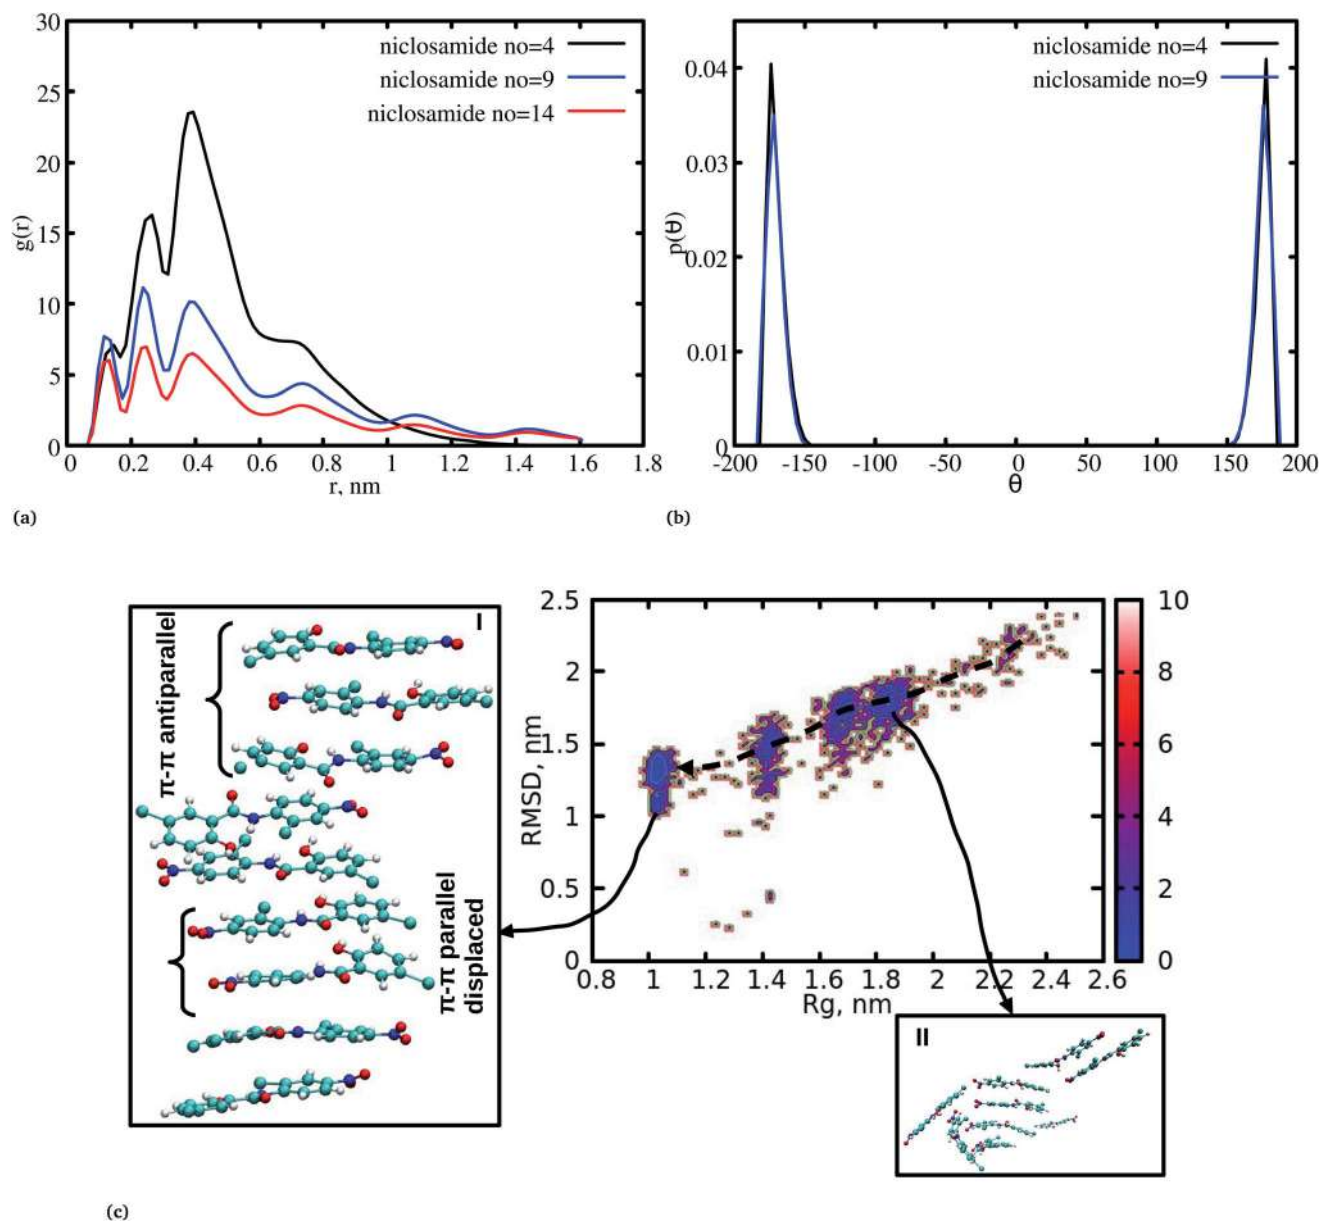 30
25
20
15
10
5
0
g(r)
niclosamide no=4
niclosamide no=9
niclosamide no=14
0 0.2 0.4 0.6 0.8 1 1.2 1.4 1.6 1.8
r, nm
(a)
0.04
0.03
0.02
0.01
0
p(θ)
niclosamide no=4
niclosamide no=9
-200 -150 -100 -50 0 50 100 150 200
θ
(b)
I
π-π antiparallel
π-π parallel
displaced
2.5
2
1.5
1
0.5
0
RMSD, nm
0.8 1 1.2 1.4 1.6 1.8 2 2.2 2.4 2.6
Rg, nm
10
8
6
4
2
0
II
(c)